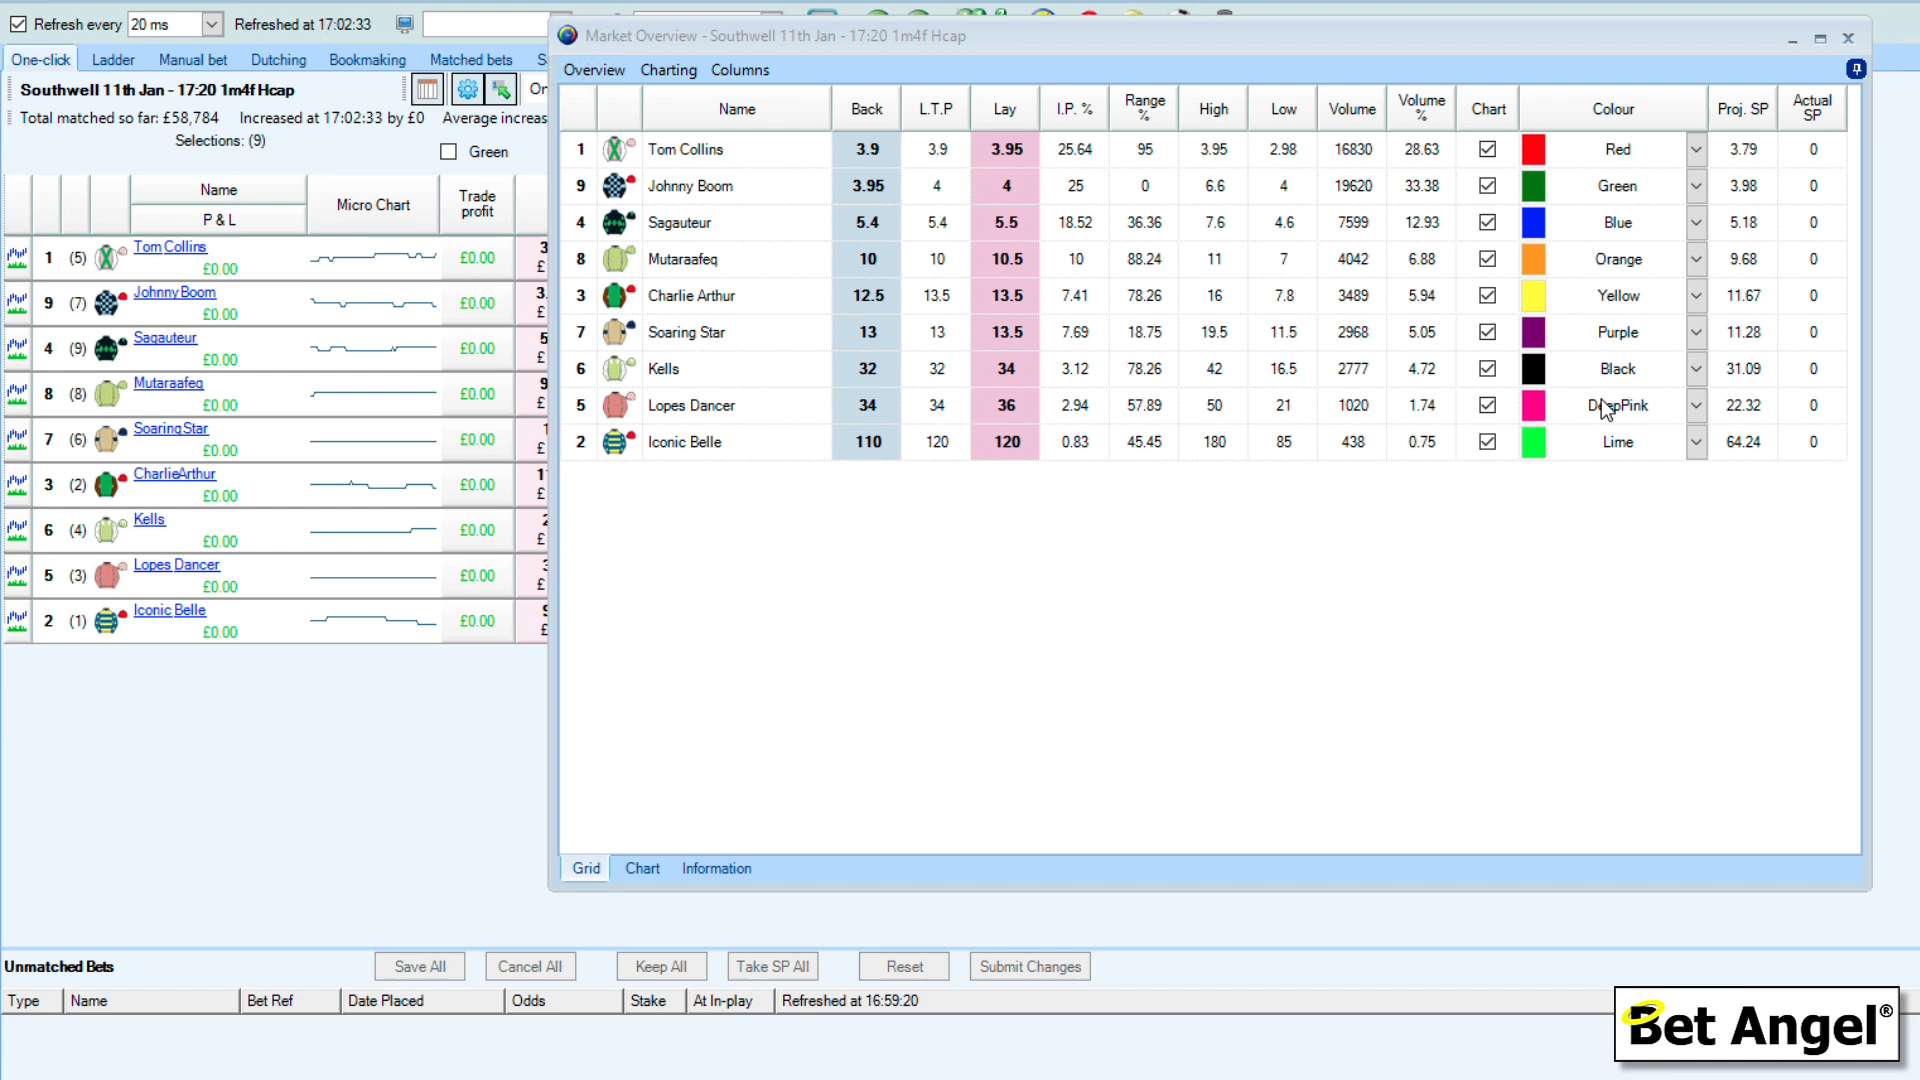 Refresh every 20 ms Refreshed at 17:02:33
One-click Ladder Manual bet Dutching Bookmaking Matched bets S
Southwell 11th Jan - 17:20 1m4f Hcap On
Total matched so far: £58,784 Increased at 17:02:33 by £0 Average increas
Selections: (9) Green
Name Micro Chart Trade profit
P & L
1 (5) Tom Collins £0.00 £0.00 3 £
9 (7) Johnny Boom £0.00 £0.00 3. £
4 (9) Sagauteur £0.00 £0.00 5 £
8 (8) Mutaraafeq £0.00 £0.00 9 £
7 (6) Soaring Star £0.00 £0.00 1 £
3 (2) Charlie Arthur £0.00 £0.00 1 £
6 (4) Kells £0.00 £0.00 2 £
5 (3) Lopes Dancer £0.00 £0.00 3 £
2 (1) Iconic Belle £0.00 £0.00 9 £
Market Overview - Southwell 11th Jan - 17:20 1m4f Hcap
Overview Charting Columns
Name Back L.T.P Lay I.P. % Range % High Low Volume Volume % Chart Colour Proj. SP Actual SP
1 Tom Collins 3.9 3.9 3.95 25.64 95 3.95 2.98 16830 28.63 Red 3.79 0
9 Johnny Boom 3.95 4 4 25 0 6.6 4 19620 33.38 Green 3.98 0
4 Sagauteur 5.4 5.4 5.5 18.52 36.36 7.6 4.6 7599 12.93 Blue 5.18 0
8 Mutaraafeq 10 10 10.5 10 88.24 11 7 4042 6.88 Orange 9.68 0
3 Charlie Arthur 12.5 13.5 13.5 7.41 78.26 16 7.8 3489 5.94 Yellow 11.67 0
7 Soaring Star 13 13 13.5 7.69 18.75 19.5 11.5 2968 5.05 Purple 11.28 0
6 Kells 32 32 34 3.12 78.26 42 16.5 2777 4.72 Black 31.09 0
5 Lopes Dancer 34 34 36 2.94 57.89 50 21 1020 1.74 DeepPink 22.32 0
2 Iconic Belle 110 120 120 0.83 45.45 180 85 438 0.75 Lime 64.24 0
Grid Chart Information
Unmatched Bets Save All Cancel All Keep All Take SP All Reset Submit Changes
Type Name Bet Ref Date Placed Odds Stake At In-play Refreshed at 16:59:20
Bet Angel®